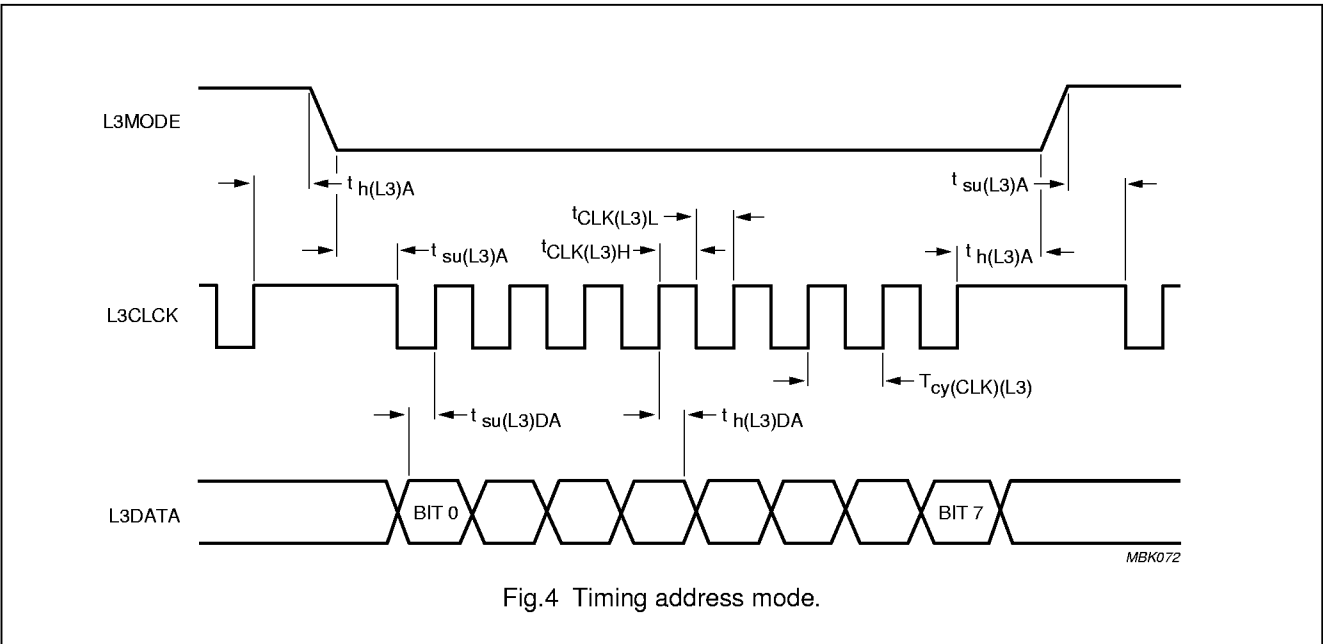 L3MODE
t h(L3)A
t su(L3)A
tCLK(L3)L
tCLK(L3)H
t su(L3)A
t h(L3)A
L3CLCK
Tcy(CLK)(L3)
t su(L3)DA
t h(L3)DA
L3DATA
BIT 0
BIT 7
MBK072
Fig.4 Timing address mode.